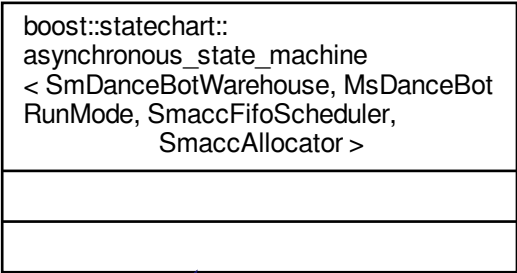 boost::statechart::
asynchronous_state_machine
< SmDanceBotWarehouse, MsDanceBot
RunMode, SmaccFifoScheduler,
SmaccAllocator >